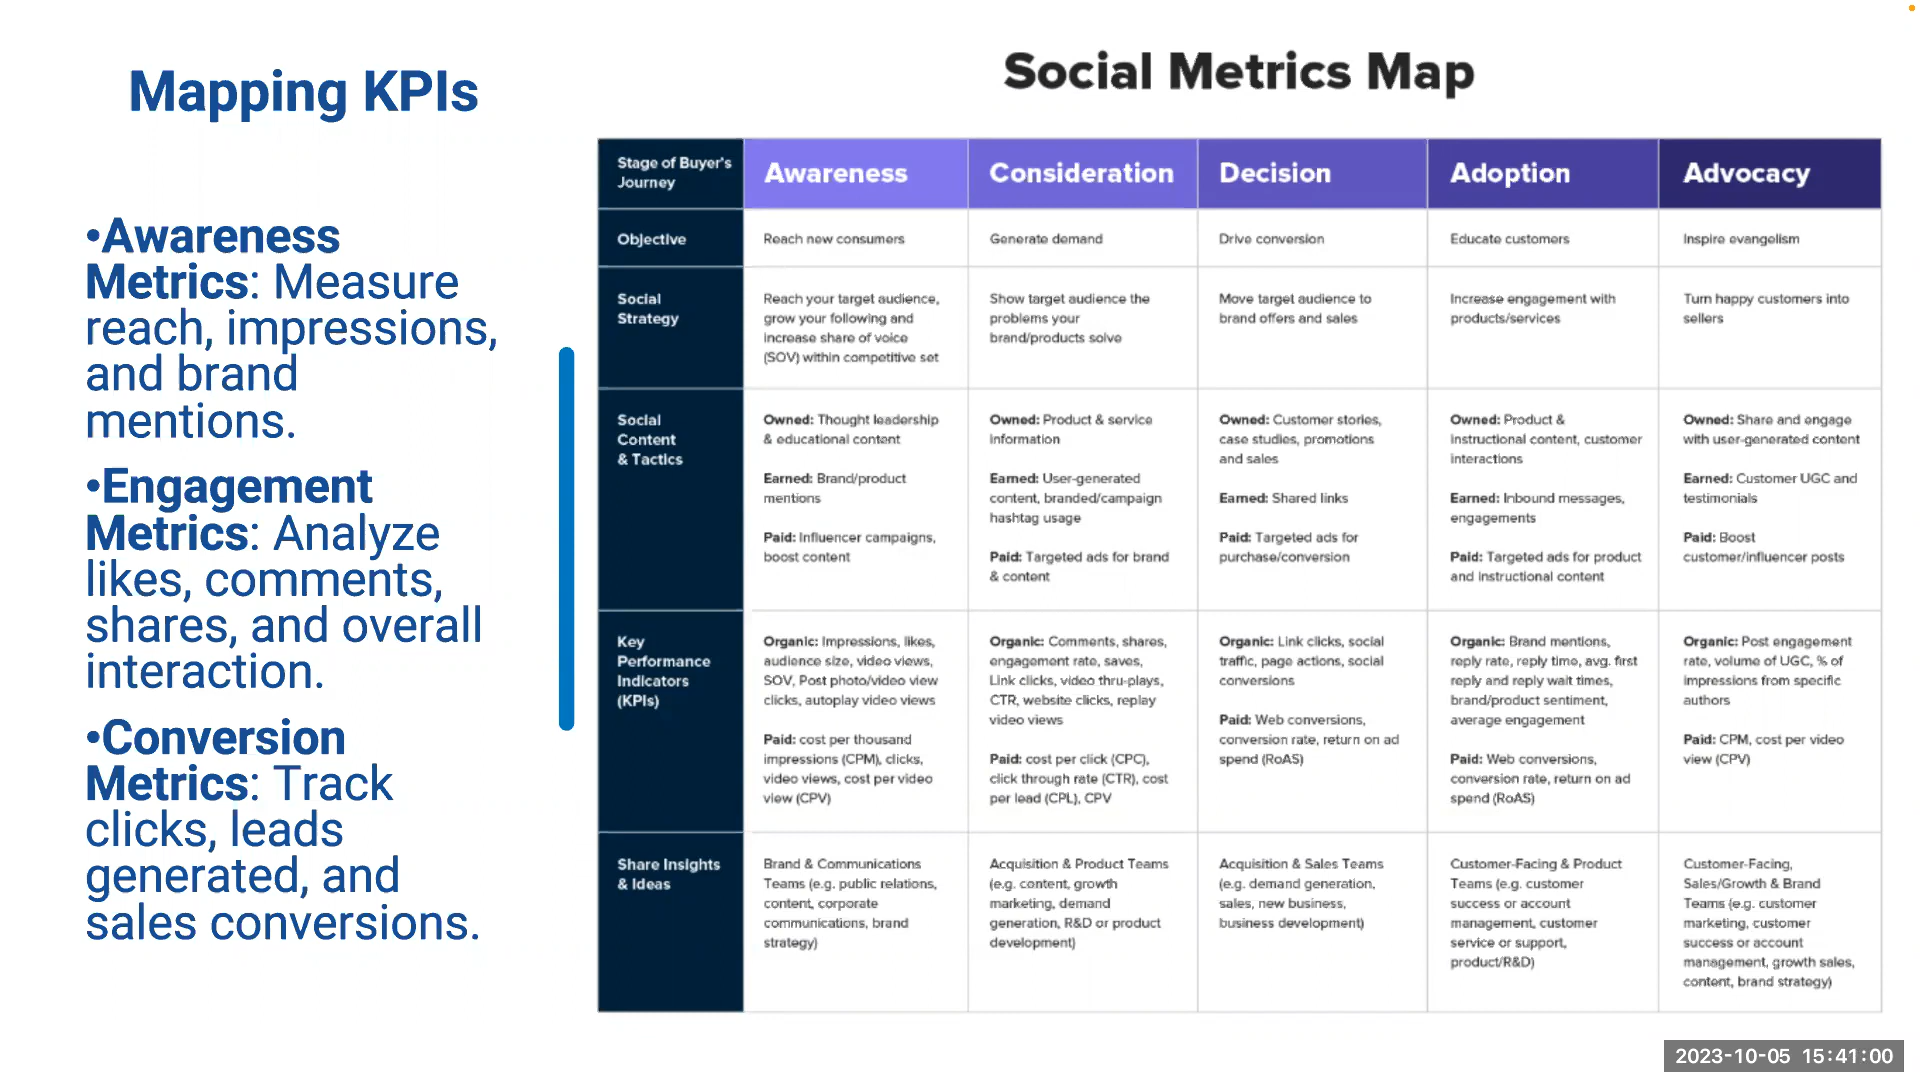 Mapping KPIs
•Awareness
Metrics: Measure
reach, impressions,
and brand
mentions.
•Engagement
Metrics: Analyze
likes, comments,
shares, and overall
interaction.
•Conversion
Metrics: Track
clicks, leads
generated, and
sales conversions.
Social Metrics Map
Stage of Buyer's
Journey
Awareness
Consideration
Decision
Adoption
Advocacy
Objective
Reach new consumers
Generate demand
Drive conversion
Educate customers
Inspire evangelism
Social
Strategy
Reach your target audience,
grow your following and
increase share of voice
(SOV) within competitive set
Show target audience the
problems your
brand/products solve
Move target audience to
brand offers and sales
Increase engagement with
products/services
Turn happy customers into
sellers
Social
Content
& Tactics
Owned: Thought leadership
& educational content
Earned: Brand/product
mentions
Paid: Influencer campaigns,
boost content
Owned: Product & service
information
Earned: User-generated
content, branded/campaign
hashtag usage
Paid: Targeted ads for brand
& content
Owned: Customer stories,
case studies, promotions
and sales
Earned: Shared links
Paid: Targeted ads for
purchase/conversion
Owned: Product &
instructional content, customer
interactions
Earned: Inbound messages,
engagements
Paid: Targeted ads for product
and instructional content
Owned: Share and engage
with user-generated content
Earned: Customer UGC and
testimonials
Paid: Boost
customer/influencer posts
Key
Performance
Indicators
(KPIs)
Organic: Impressions, likes,
audience size, video views,
SOV, Post photo/video view
clicks, autoplay video views
Paid: cost per thousand
impressions (CPM), clicks,
video views, cost per video
view (CPV)
Organic: Comments, shares,
engagement rate, saves,
Link clicks, video thru-plays,
CTR, website clicks, replay
video views
Paid: cost per click (CPC),
click through rate (CTR), cost
per lead (CPL), CPV
Organic: Link clicks, social
traffic, page actions, social
conversions
Paid: Web conversions,
conversion rate, return on ad
spend (RoAS)
Organic: Brand mentions,
reply rate, reply time, avg. first
reply and reply wait times,
brand/product sentiment,
average engagement
Paid: Web conversions,
conversion rate, return on ad
spend (RoAS)
Organic: Post engagement
rate, volume of UGC, % of
impressions from specific
authors
Paid: CPM, cost per video
view (CPV)
Share Insights
& Ideas
Brand & Communications
Teams (e.g. public relations,
content, corporate
communications, brand
strategy)
Acquisition & Product Teams
(e.g. content, growth
marketing, demand
generation, R&D or product
development)
Acquisition & Sales Teams
(e.g. demand generation,
sales, new business,
business development)
Customer-Facing & Product
Teams (e.g. customer
success or account
management, customer
service or support,
product/R&D)
Customer-Facing,
Sales/Growth & Brand
Teams (e.g. customer
marketing, customer
success or account
management, growth sales,
content, brand strategy)
2023-10-05 15:41:00